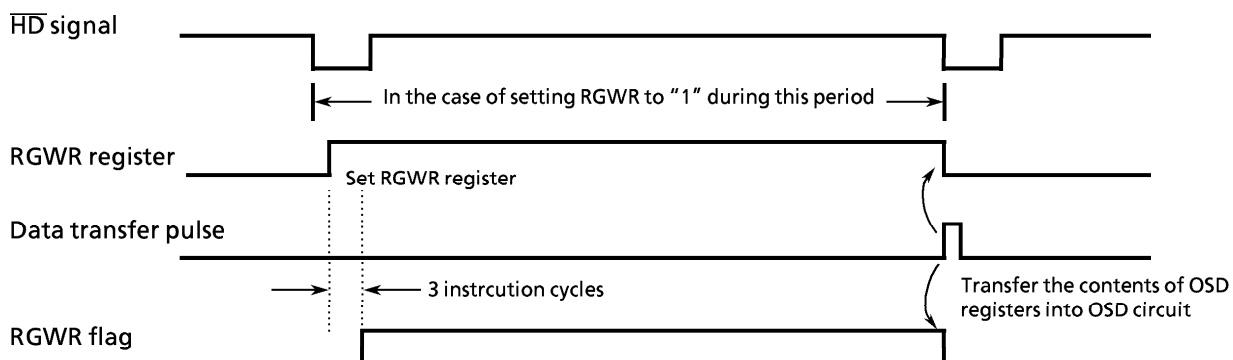 H̅D̅ signal
In the case of setting RGWR to “1” during this period
RGWR register
Set RGWR register
Data transfer pulse
3 instrcution cycles
Transfer the contents of OSD
registers into OSD circuit
RGWR flag